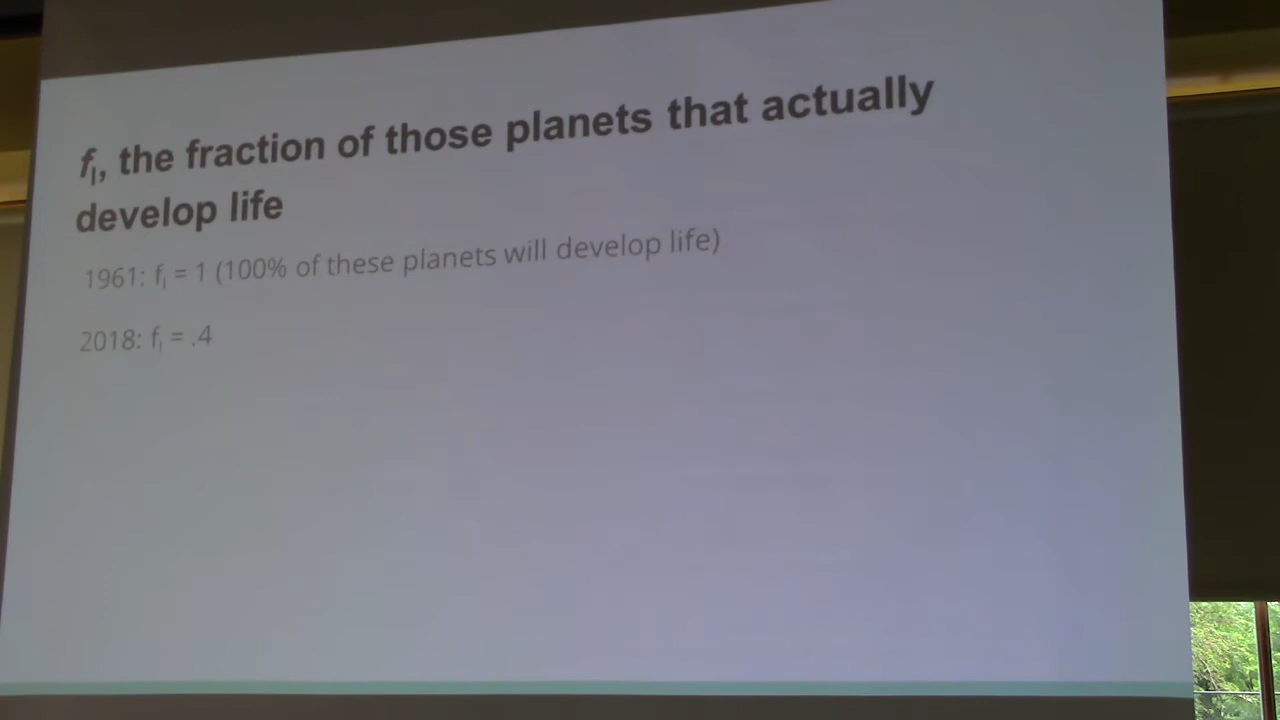 fl, the fraction of those planets that actually
develop life
1961: fl = 1 (100% of these planets will develop life)
2018: fl = .4